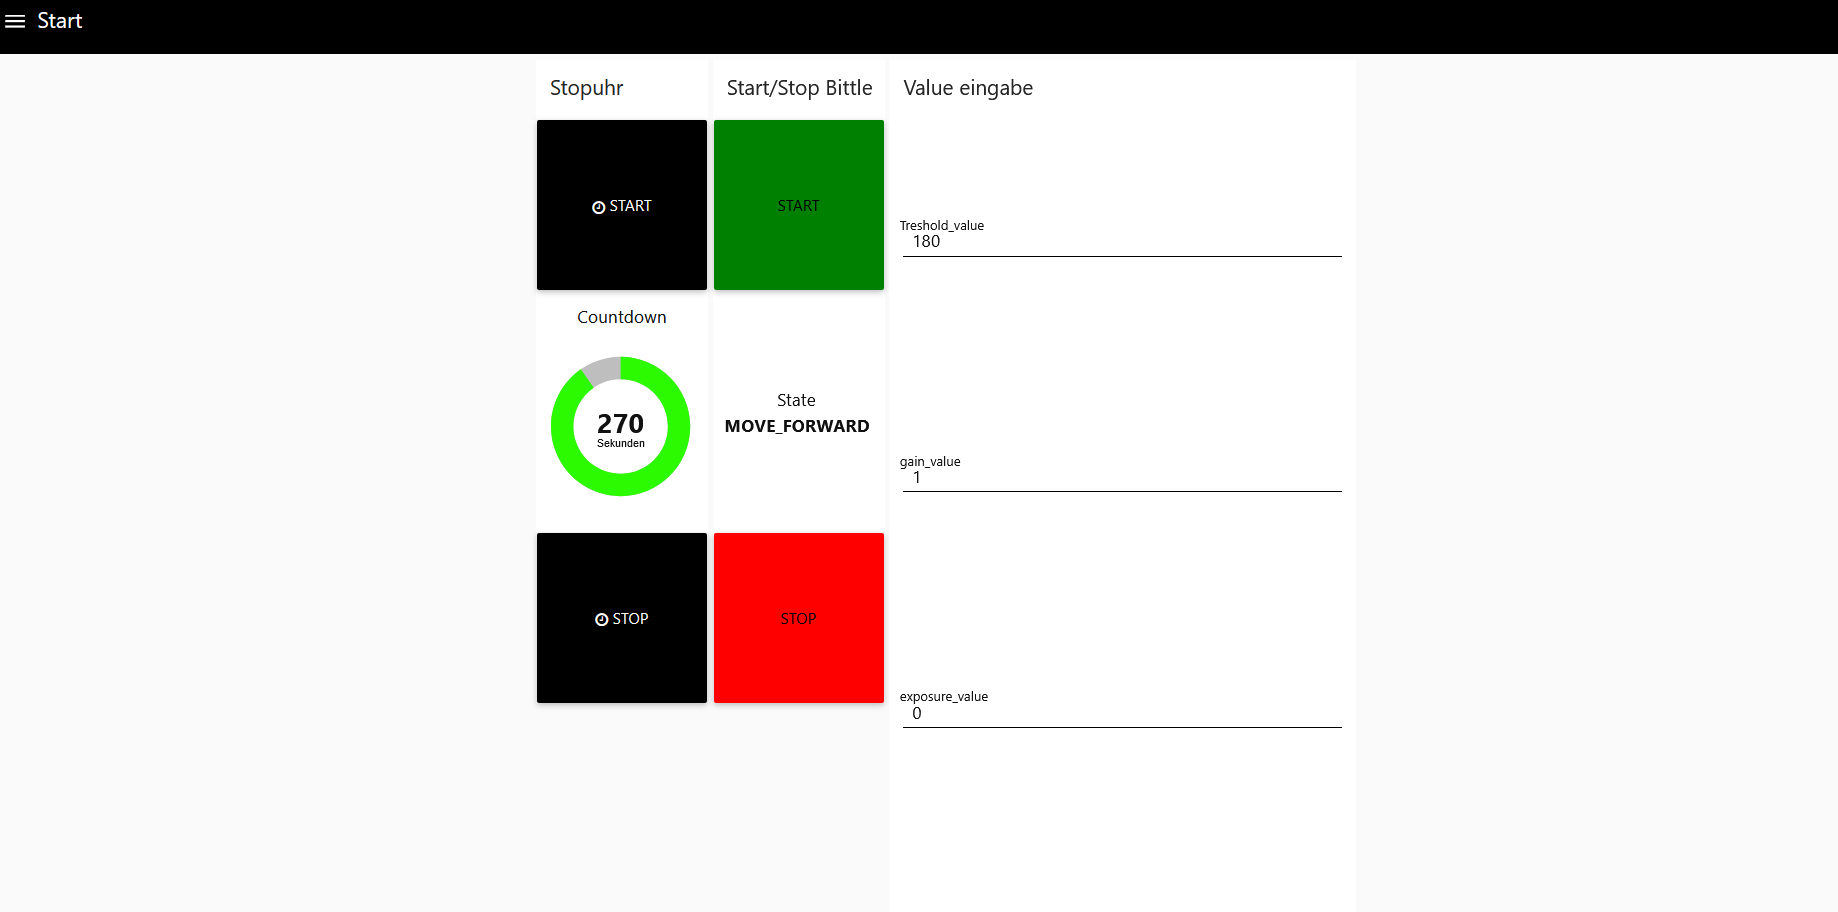 Start
Stopuhr
START
Countdown
270
Sekunden
STOP
Start/Stop Bittle
START
State
MOVE_FORWARD
STOP
Value eingabe
Treshold_value
180
gain_value
1
exposure_value
0